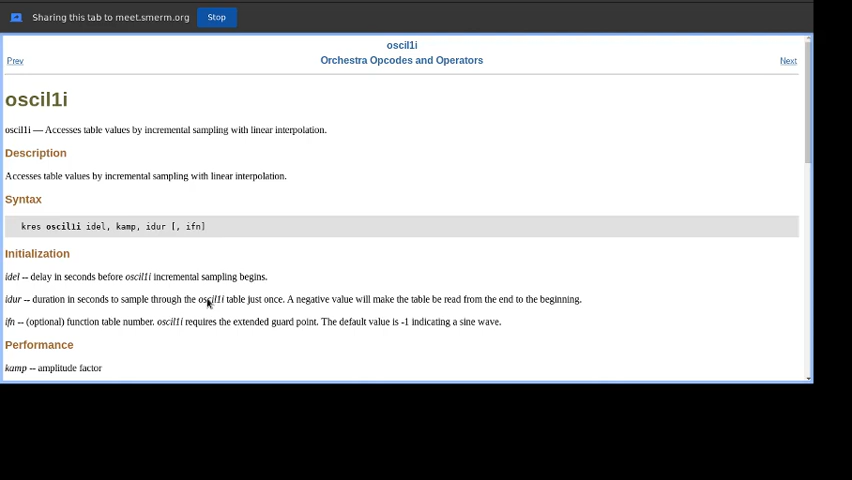 Sharing this tab to meet.smerm.org Stop
oscil1i
Prev Orchestra Opcodes and Operators Next
oscil1i
oscil1i — Accesses table values by incremental sampling with linear interpolation.
Description
Accesses table values by incremental sampling with linear interpolation.
Syntax
kres oscil1i idel, kamp, idur [, ifn]
Initialization
idel -- delay in seconds before oscil1i incremental sampling begins.
idur -- duration in seconds to sample through the oscil1i table just once. A negative value will make the table be read from the end to the beginning.
ifn -- (optional) function table number. oscil1i requires the extended guard point. The default value is -1 indicating a sine wave.
Performance
kamp -- amplitude factor